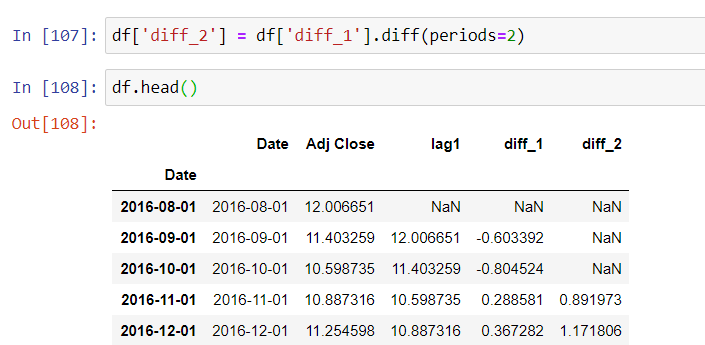 In [107]: df['diff_2'] = df['diff_1'].diff(periods=2)
In [108]: df.head()
Out[108]:
Date Adj Close lag1 diff_1 diff_2
Date
2016-08-01 2016-08-01 12.006651 NaN NaN NaN
2016-09-01 2016-09-01 11.403259 12.006651 -0.603392 NaN
2016-10-01 2016-10-01 10.598735 11.403259 -0.804524 NaN
2016-11-01 2016-11-01 10.887316 10.598735 0.288581 0.891973
2016-12-01 2016-12-01 11.254598 10.887316 0.367282 1.171806